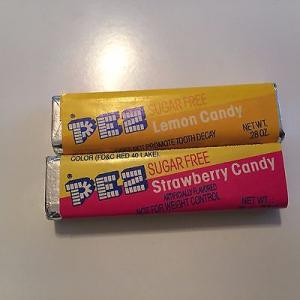 PEZ
SUGAR FREE
Lemon Candy
NET WT.
.28 OZ.
NOT PROMOTE TOOTH DECAY
COLOR (FD&C RED 40 LAKE)
PEZ
SUGAR FREE
Strawberry Candy
ARTIFICIALLY FLAVORED
NOT FOR WEIGHT CONTROL
NET WT.